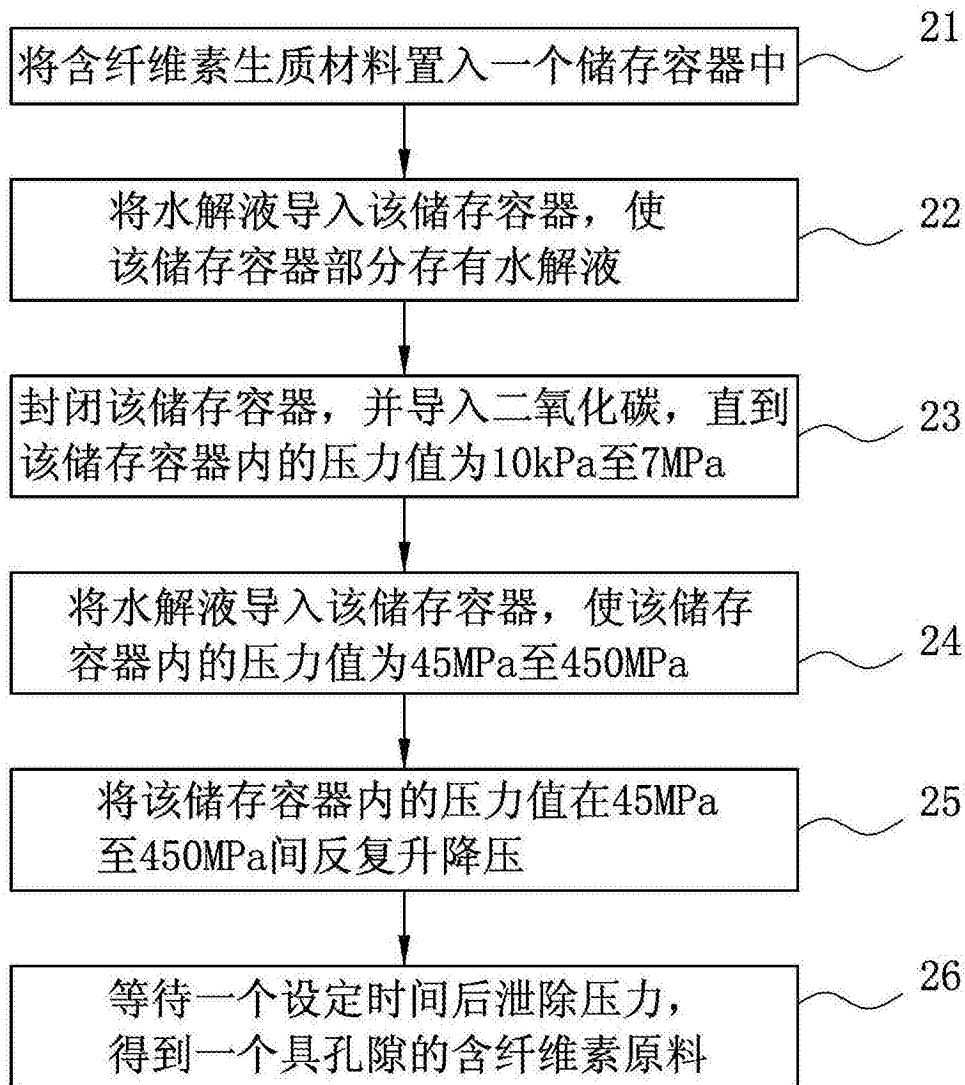 21
将含纤维素生质材料置入一个储存容器中
22
将水解液导入该储存容器，使
该储存容器部分存有水解液
23
封闭该储存容器，并导入二氧化碳，直到
该储存容器内的压力值为10kPa至7MPa
24
将水解液导入该储存容器，使该储存
容器内的压力值为45MPa至450MPa
25
将该储存容器内的压力值在45MPa
至450MPa间反复升降压
26
等待一个设定时间后泄除压力，
得到一个具孔隙的含纤维素原料